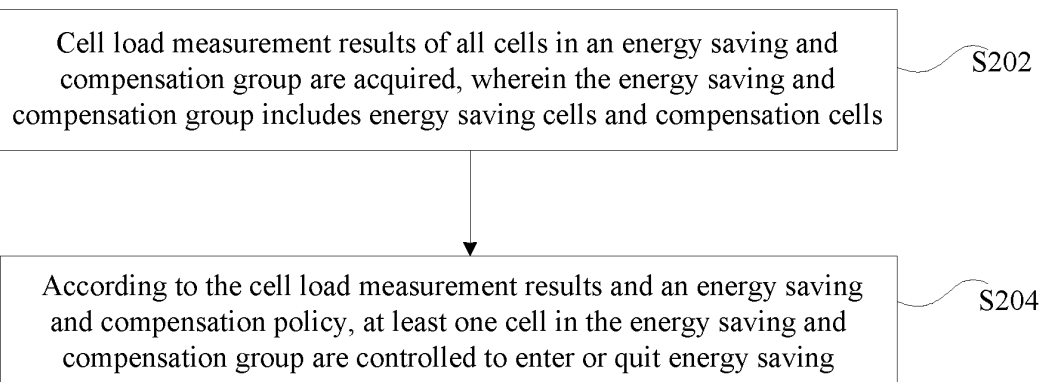 Cell load measurement results of all cells in an energy saving and
compensation group are acquired, wherein the energy saving and
compensation group includes energy saving cells and compensation cells
S202
According to the cell load measurement results and an energy saving
and compensation policy, at least one cell in the energy saving and
compensation group are controlled to enter or quit energy saving
S204